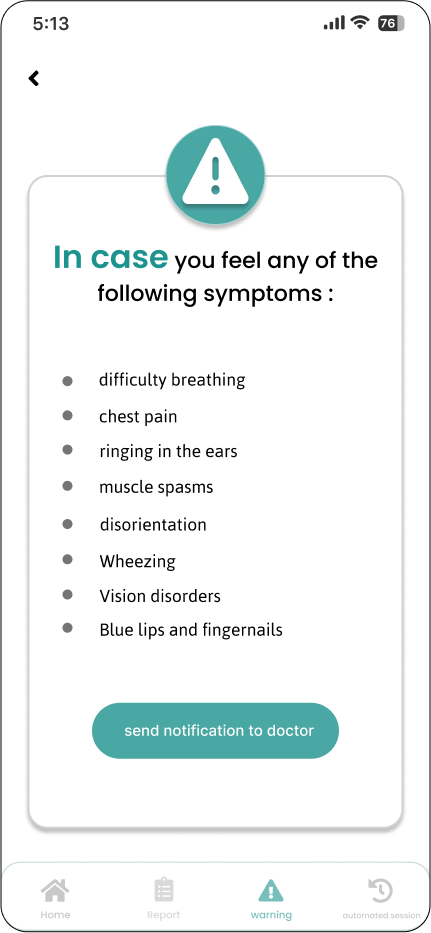 5:13
76
In case you feel any of the
following symptoms :
difficulty breathing
chest pain
ringing in the ears
muscle spasms
disorientation
Wheezing
Vision disorders
Blue lips and fingernails
send notification to doctor
Home
Report
warning
automated session